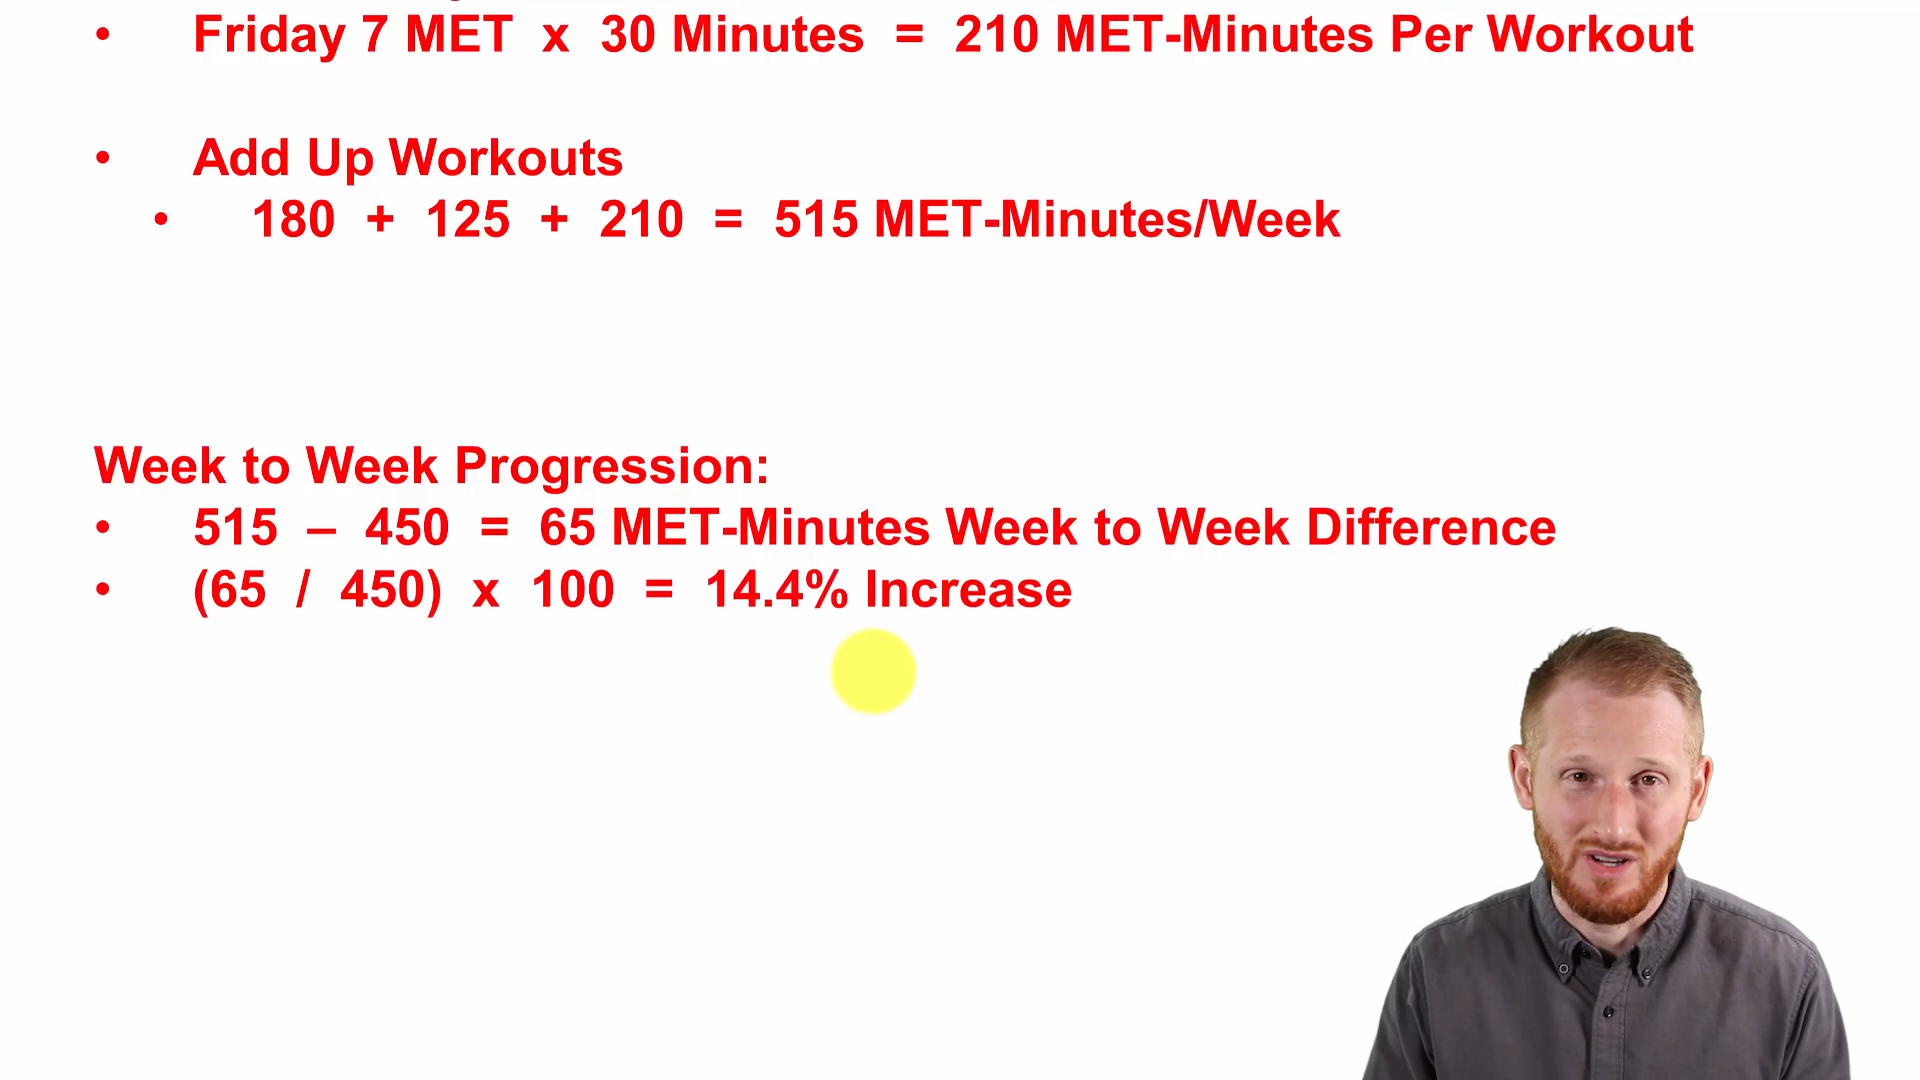 • Friday 7 MET x 30 Minutes = 210 MET-Minutes Per Workout
• Add Up Workouts
• 180 + 125 + 210 = 515 MET-Minutes/Week
Week to Week Progression:
• 515 – 450 = 65 MET-Minutes Week to Week Difference
• (65 / 450) x 100 = 14.4% Increase